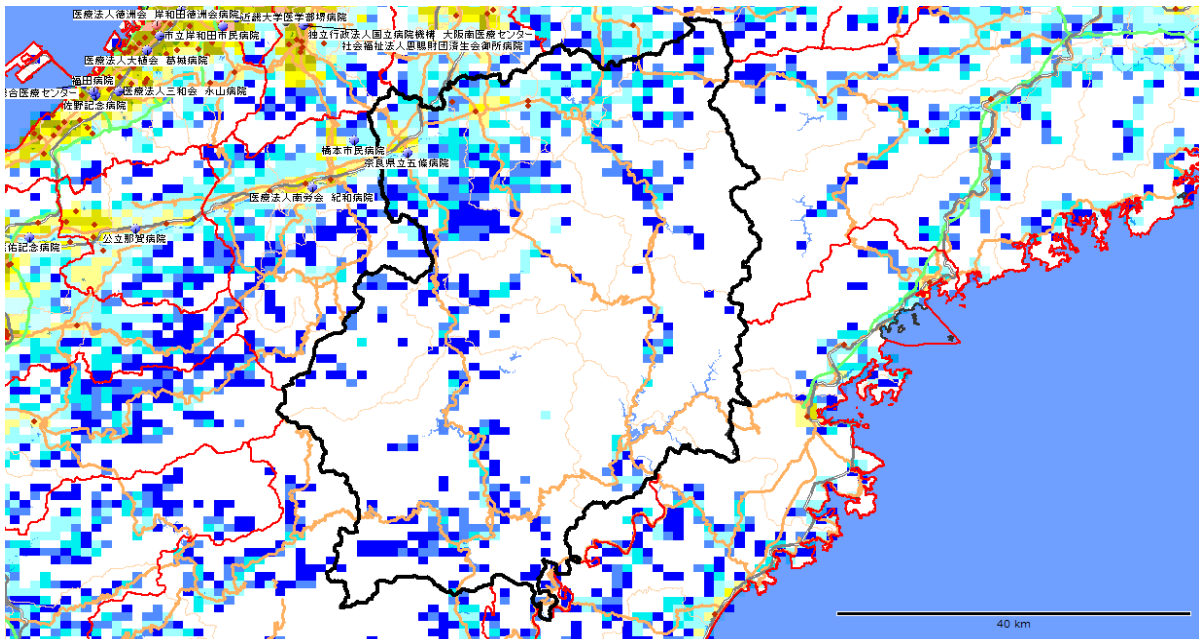 医療法人徳洲会 岸和田徳洲会病院
近畿大学医学部堺病院
市立岸和田市民病院
独立行政法人国立病院機構 大阪南医療センター
社会福祉法人恩賜財団済生会御所病院
医療法人大植会 葛城病院
福田病院
総合医療センター
医療法人三和会 永山病院
佐野記念病院
橋本市民病院
奈良県立五條病院
医療法人南労会 紀和病院
公立那賀病院
佑記念病院
40 km